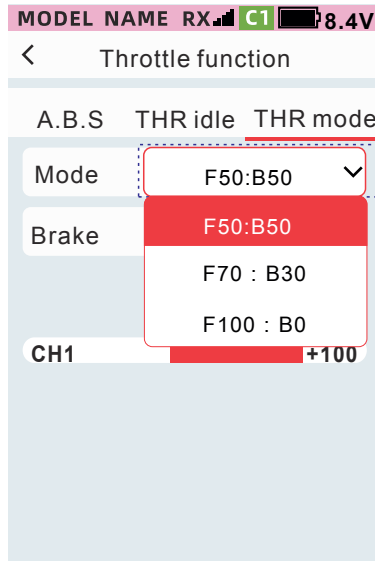 MODEL NAME RX C1 8.4V
Throttle function
A.B.S THR idle THR mode
Mode F50:B50
Brake F50:B50
F70 : B30
F100 : B0
CH1 +100